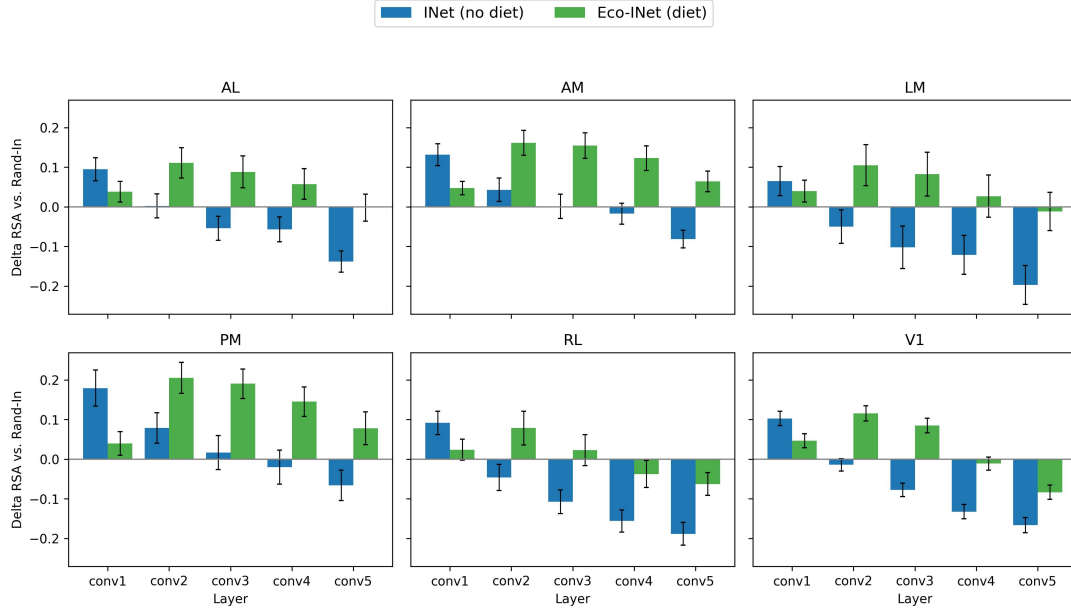 INet (no diet)
Eco-INet (diet)
AL
AM
LM
Delta RSA vs. Rand-In
0.2
0.1
0.0
−0.1
−0.2
PM
RL
V1
Delta RSA vs. Rand-In
0.2
0.1
0.0
−0.1
−0.2
conv1 conv2 conv3 conv4 conv5
conv1 conv2 conv3 conv4 conv5
conv1 conv2 conv3 conv4 conv5
Layer
Layer
Layer